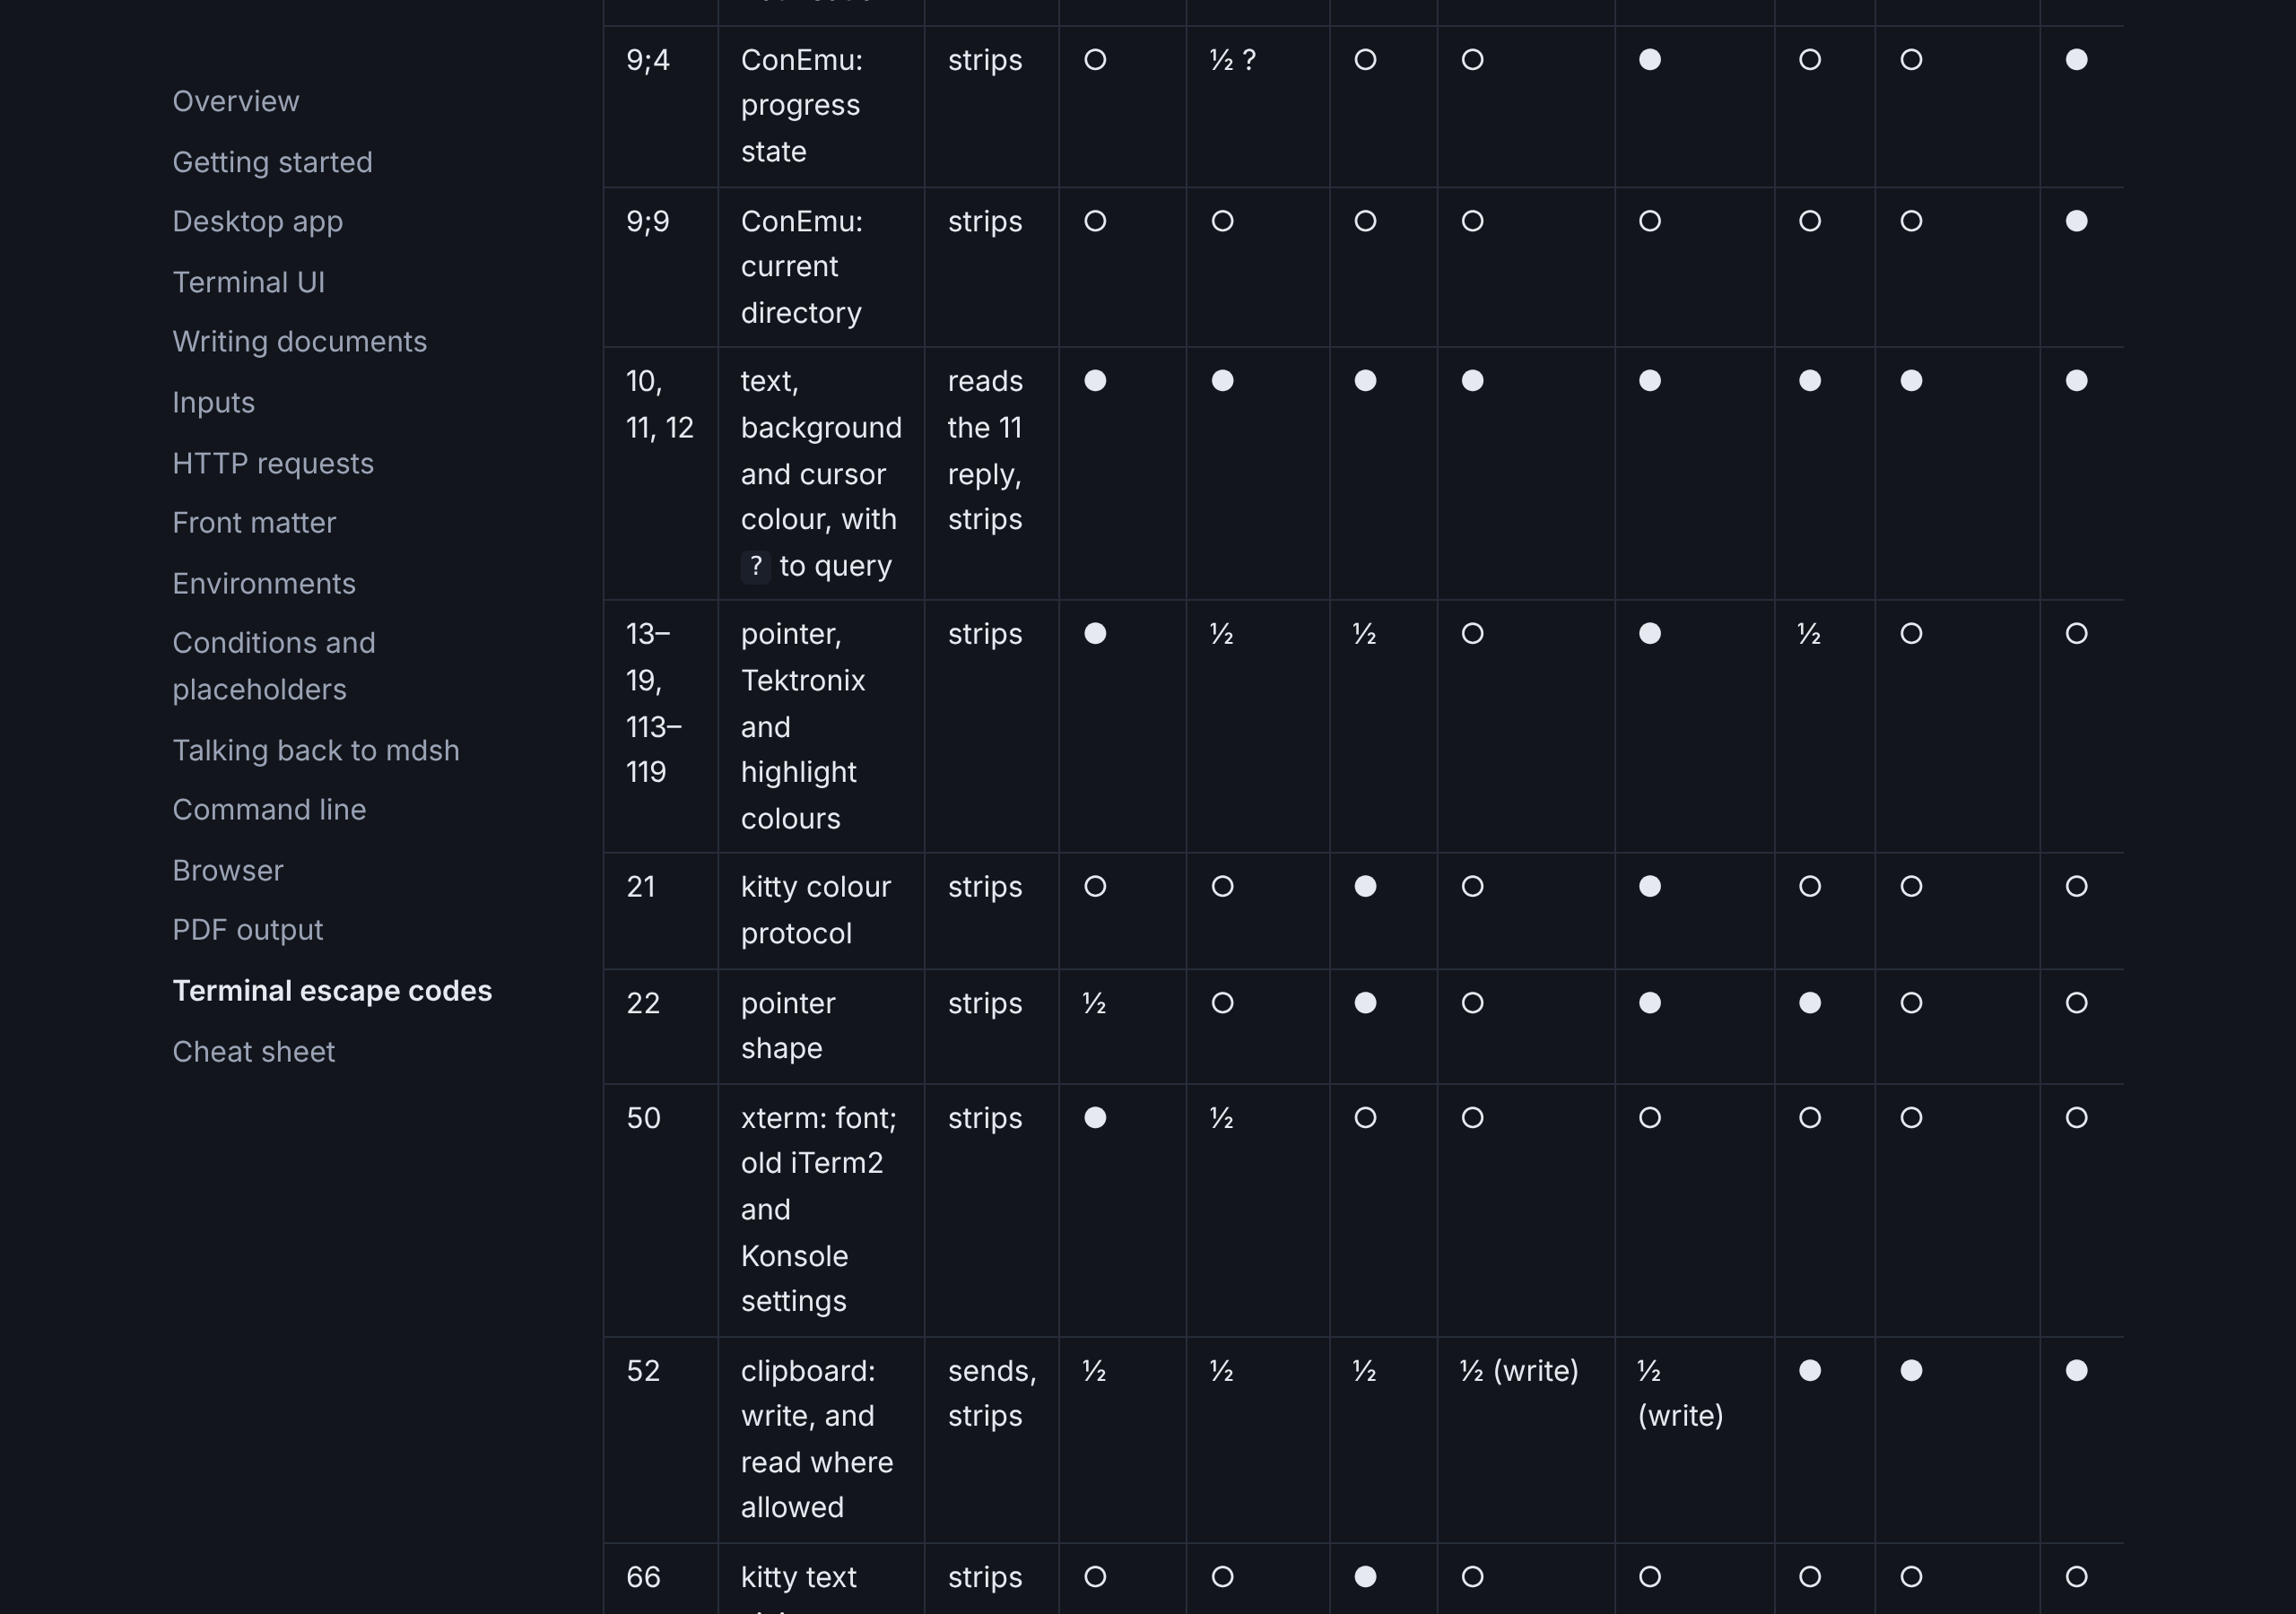 Overview
Getting started
Desktop app
Terminal UI
Writing documents
Inputs
HTTP requests
Front matter
Environments
Conditions and
placeholders
Talking back to mdsh
Command line
Browser
PDF output
Terminal escape codes
Cheat sheet
9;4 ConEmu: strips ○ ½ ? ○ ○ ● ○ ○ ●
progress
state
9;9 ConEmu: strips ○ ○ ○ ○ ○ ○ ○ ●
current
directory
10, text, reads ● ● ● ● ● ● ● ●
11, 12 background the 11
and cursor reply,
colour, with strips
? to query
13– pointer, strips ● ½ ½ ○ ● ½ ○ ○
19, Tektronix
113– and
119 highlight
colours
21 kitty colour strips ○ ○ ● ○ ● ○ ○ ○
protocol
22 pointer strips ½ ○ ● ○ ● ● ○ ○
shape
50 xterm: font; strips ● ½ ○ ○ ○ ○ ○ ○
old iTerm2
and
Konsole
settings
52 clipboard: sends, ½ ½ ½ ½ (write) ½ ● ● ●
write, and strips (write)
read where
allowed
66 kitty text strips ○ ○ ● ○ ○ ○ ○ ○